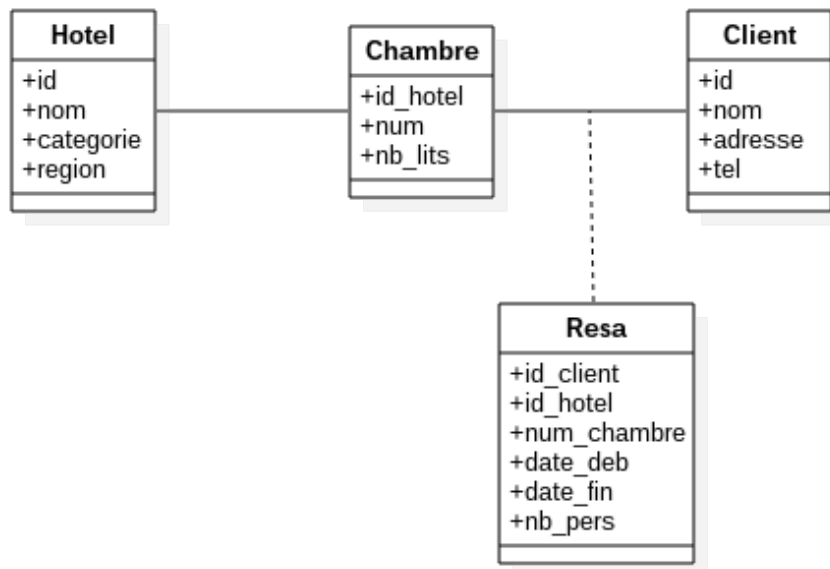 Hotel
+id
+nom
+categorie
+region
Chambre
+id_hotel
+num
+nb_lits
Client
+id
+nom
+adresse
+tel
Resa
+id_client
+id_hotel
+num_chambre
+date_deb
+date_fin
+nb_pers